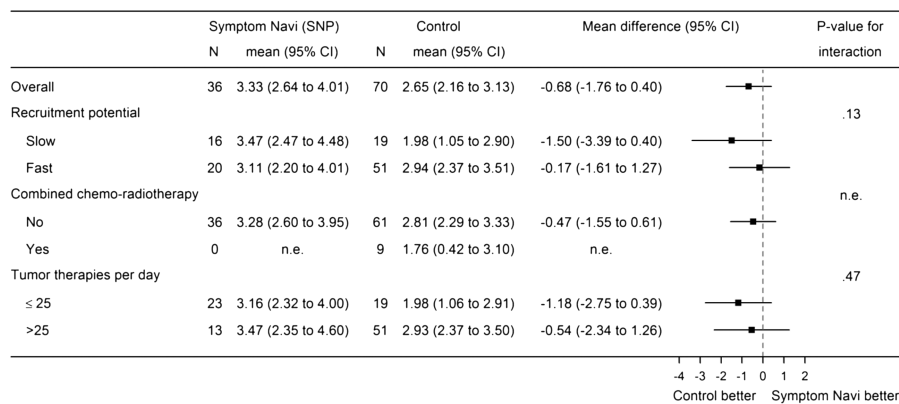 Symptom Navi (SNP) Control Mean difference (95% CI) P-value for
N mean (95% CI) N mean (95% CI) interaction
Overall 36 3.33 (2.64 to 4.01) 70 2.65 (2.16 to 3.13) -0.68 (-1.76 to 0.40)
Recruitment potential .13
Slow 16 3.47 (2.47 to 4.48) 19 1.98 (1.05 to 2.90) -1.50 (-3.39 to 0.40)
Fast 20 3.11 (2.20 to 4.01) 51 2.94 (2.37 to 3.51) -0.17 (-1.61 to 1.27)
Combined chemo-radiotherapy n.e.
No 36 3.28 (2.60 to 3.95) 61 2.81 (2.29 to 3.33) -0.47 (-1.55 to 0.61)
Yes 0 n.e. 9 1.76 (0.42 to 3.10) n.e.
Tumor therapies per day .47
≤ 25 23 3.16 (2.32 to 4.00) 19 1.98 (1.06 to 2.91) -1.18 (-2.75 to 0.39)
>25 13 3.47 (2.35 to 4.60) 51 2.93 (2.37 to 3.50) -0.54 (-2.34 to 1.26)
-4 -3 -2 -1 0 1 2
Control better Symptom Navi better